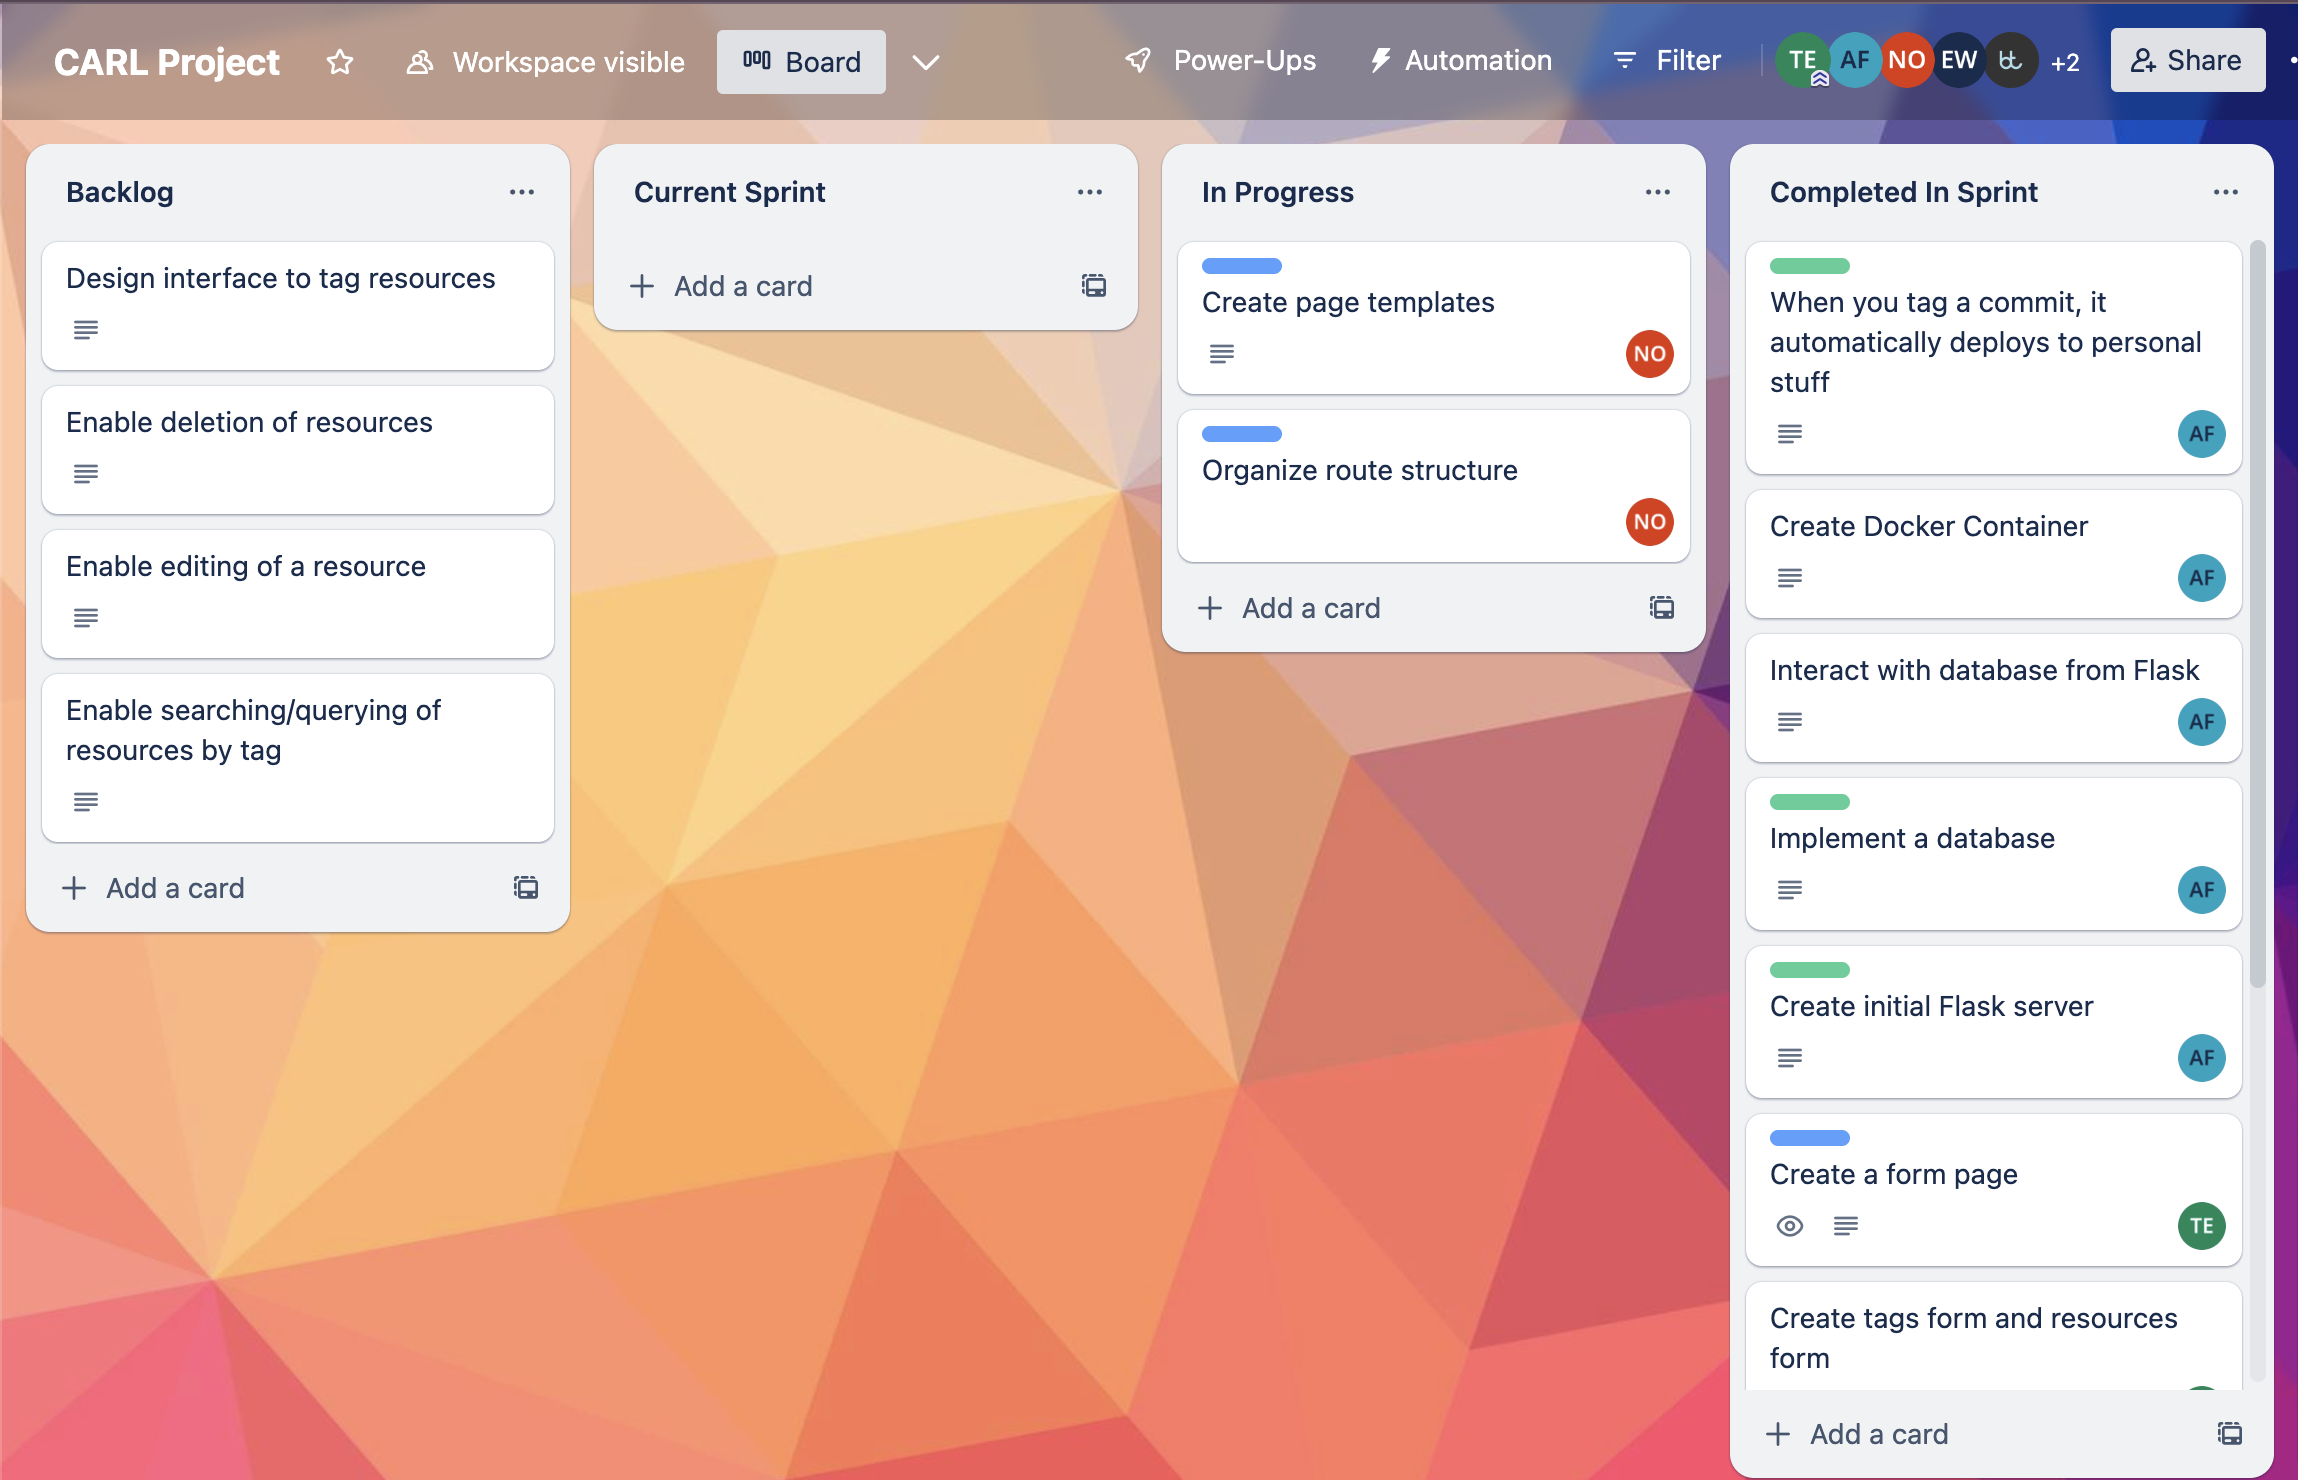 CARL Project
Workspace visible
Board
Power-Ups
Automation
Filter
TE
AF
NO
EW
bt
+2
Share
Backlog
Design interface to tag resources
Enable deletion of resources
Enable editing of a resource
Enable searching/querying of
resources by tag
Add a card
Current Sprint
Add a card
In Progress
Create page templates
NO
Organize route structure
NO
Add a card
Completed In Sprint
When you tag a commit, it
automatically deploys to personal
stuff
AF
Create Docker Container
AF
Interact with database from Flask
AF
Implement a database
AF
Create initial Flask server
AF
Create a form page
TE
Create tags form and resources
form
Add a card